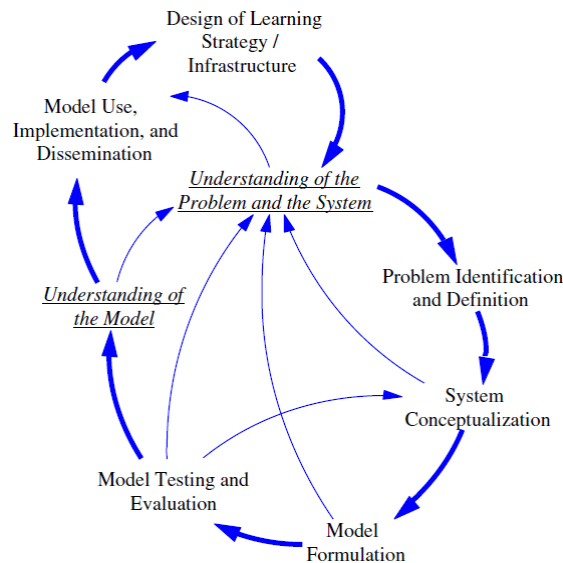 Design of Learning
Strategy /
Infrastructure
Model Use,
Implementation, and
Dissemination
Understanding of the
Problem and the System
Problem Identification
and Definition
Understanding of
the Model
System
Conceptualization
Model Testing and
Evaluation
Model
Formulation